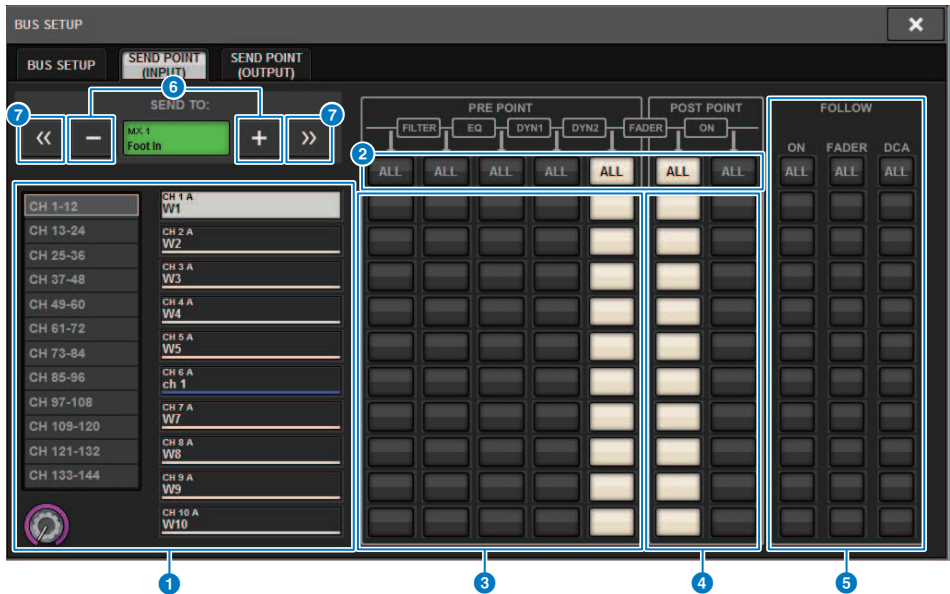 BUS SETUP
×
BUS SETUP
SEND POINT
(INPUT)
SEND POINT
(OUTPUT)
6
SEND TO:
7
«
−
MX 1
Foot In
+
»
7
PRE POINT
FILTER EQ DYN1 DYN2 FADER
POST POINT
ON
FOLLOW
ON FADER DCA
2
ALL ALL ALL ALL ALL ALL ALL ALL ALL ALL
CH 1-12
CH 13-24
CH 25-36
CH 37-48
CH 49-60
CH 61-72
CH 73-84
CH 85-96
CH 97-108
CH 109-120
CH 121-132
CH 133-144
CH 1 A
W1
CH 2 A
W2
CH 3 A
W3
CH 4 A
W4
CH 5 A
W5
CH 6 A
ch 1
CH 7 A
W7
CH 8 A
W8
CH 9 A
W9
CH 10 A
W10
1
3
4
5